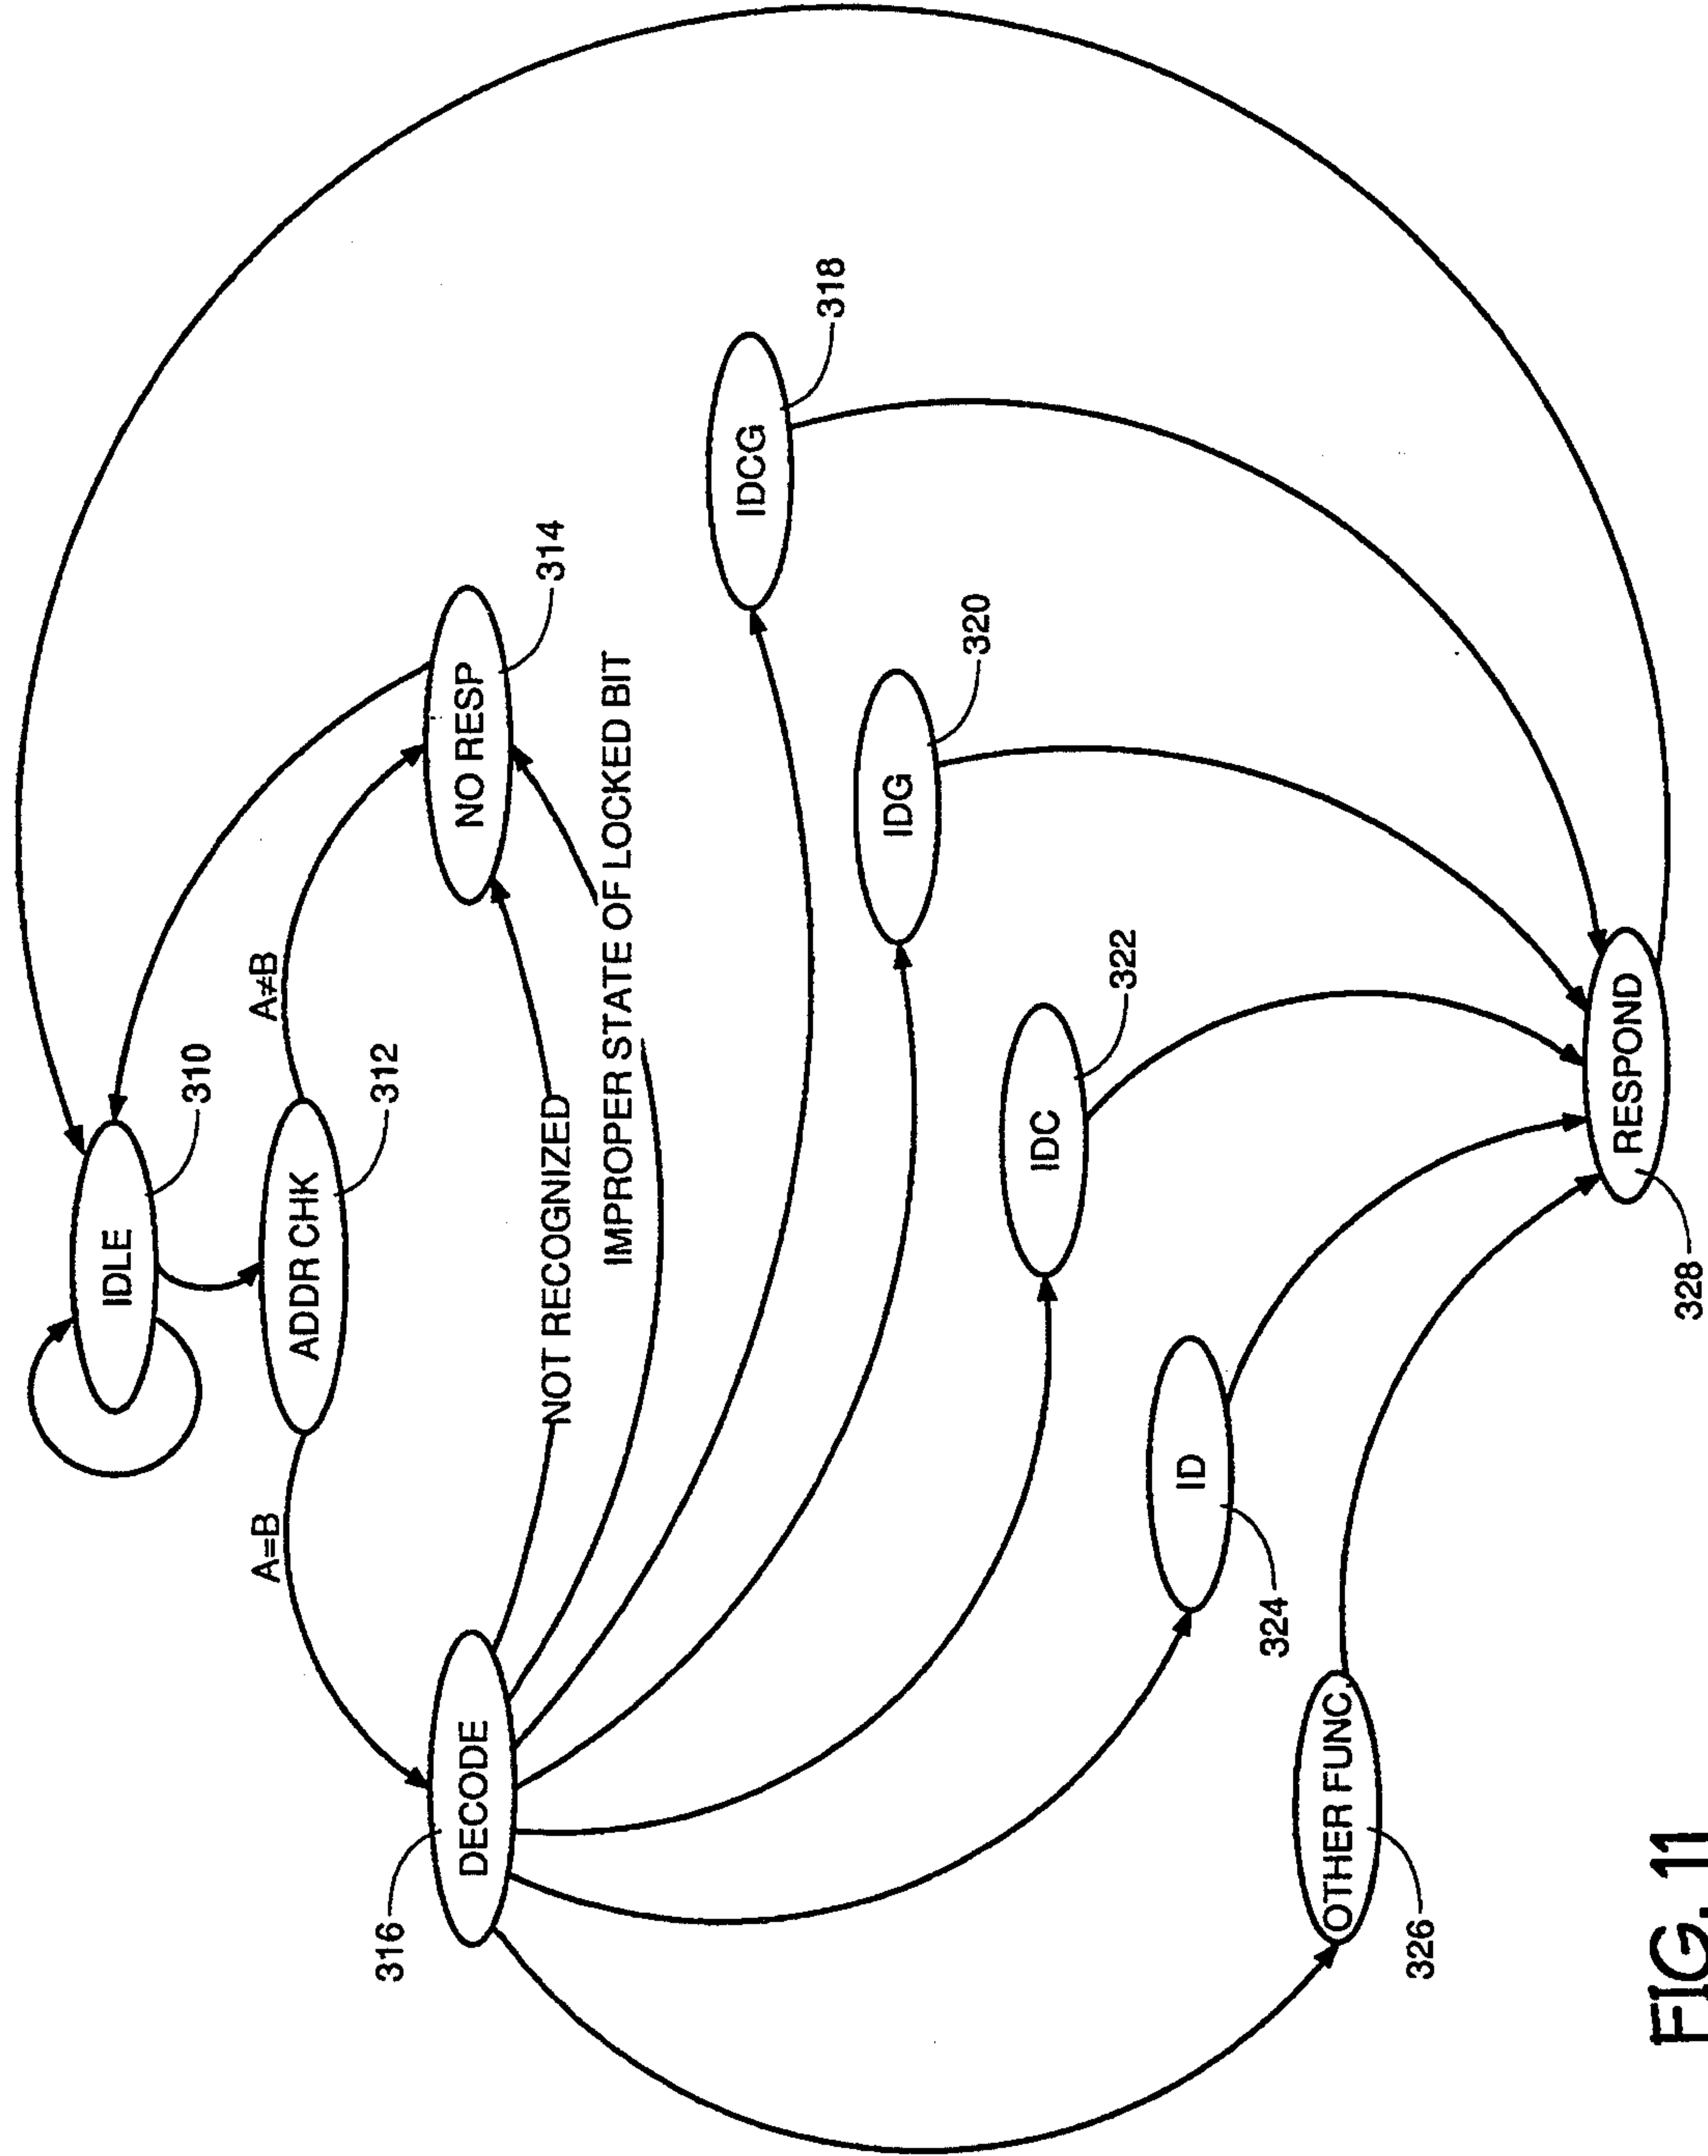 IDLE
310
A=B
A≠B
ADDR CHK
312
316
DECODE
NO RESP
314
NOT RECOGNIZED
IMPROPER STATE OF LOCKED BIT
IDCG
318
IDG
320
IDC
322
ID
324
OTHER FUNC.
326
RESPOND
328
FIG. 11